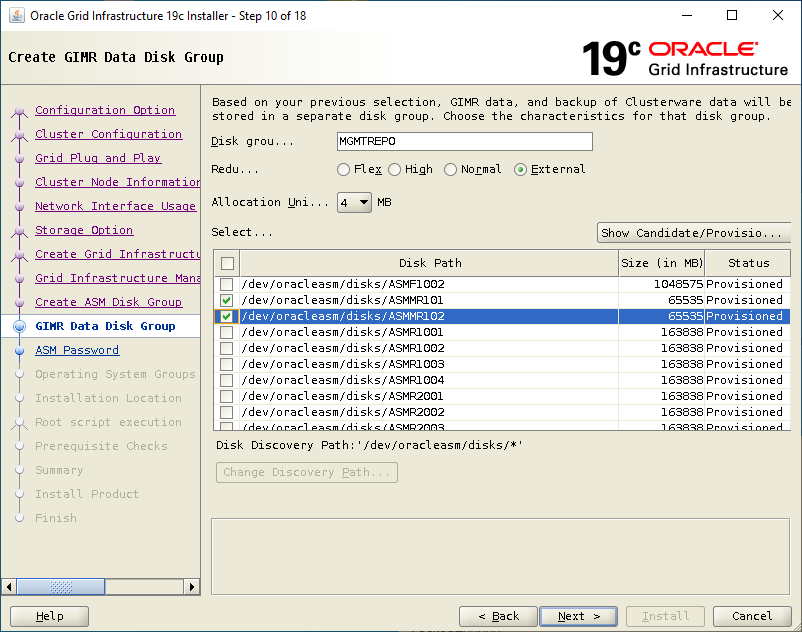 Oracle Grid Infrastructure 19c Installer - Step 10 of 18
Create GIMR Data Disk Group
19c ORACLE
Grid Infrastructure
Configuration Option
Cluster Configuration
Grid Plug and Play
Cluster Node Information
Network Interface Usage
Storage Option
Create Grid Infrastructu
Grid Infrastructure Mana
Create ASM Disk Group
GIMR Data Disk Group
ASM Password
Operating System Groups
Installation Location
Root script execution
Prerequisite Checks
Summary
Install Product
Finish
Based on your previous selection, GIMR data, and backup of Clusterware data will be
stored in a separate disk group. Choose the characteristics for that disk group.
Disk grou... MGMTREPO
Redu... Flex High Normal External
Allocation Uni... 4 MB
Select... Show Candidate/Provisio...
Disk Path Size (in MB) Status
/dev/oracleasm/disks/ASMF1002 1048575 Provisioned
/dev/oracleasm/disks/ASMMR101 65535 Provisioned
/dev/oracleasm/disks/ASMMR102 65535 Provisioned
/dev/oracleasm/disks/ASMR1001 163838 Provisioned
/dev/oracleasm/disks/ASMR1002 163838 Provisioned
/dev/oracleasm/disks/ASMR1003 163838 Provisioned
/dev/oracleasm/disks/ASMR1004 163838 Provisioned
/dev/oracleasm/disks/ASMR2001 163838 Provisioned
/dev/oracleasm/disks/ASMR2002 163838 Provisioned
/dev/oracleasm/disks/ASMR2003 163838 Provisioned
Disk Discovery Path:'/dev/oracleasm/disks/*'
Change Discovery Path...
Help < Back Next > Install Cancel